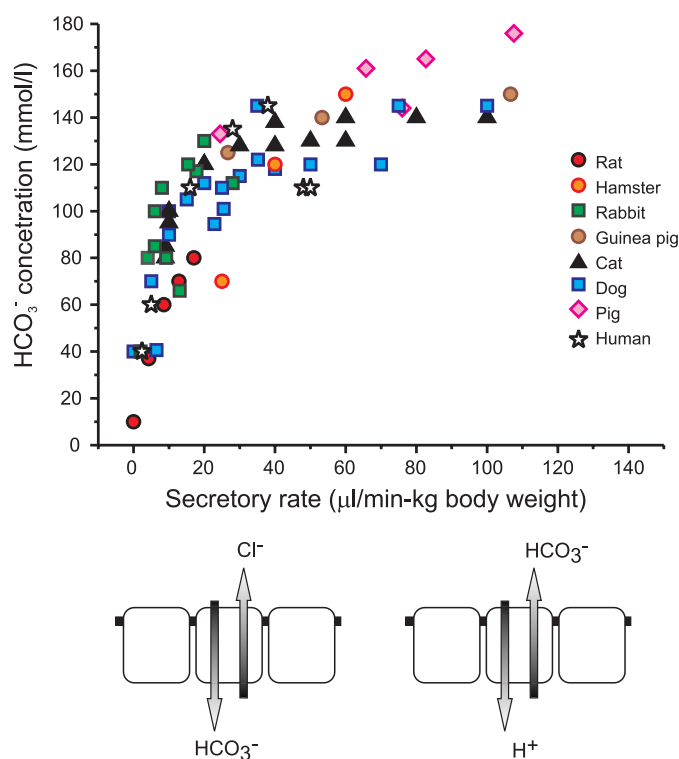 180
160
140
120
100
80
60
40
20
0
HCO₃⁻ concetration (mmol/l)
0 20 40 60 80 100 120 140
Secretory rate (μl/min-kg body weight)
Rat
Hamster
Rabbit
Guinea pig
Cat
Dog
Pig
Human
Cl⁻ HCO₃⁻
HCO₃⁻ H⁺